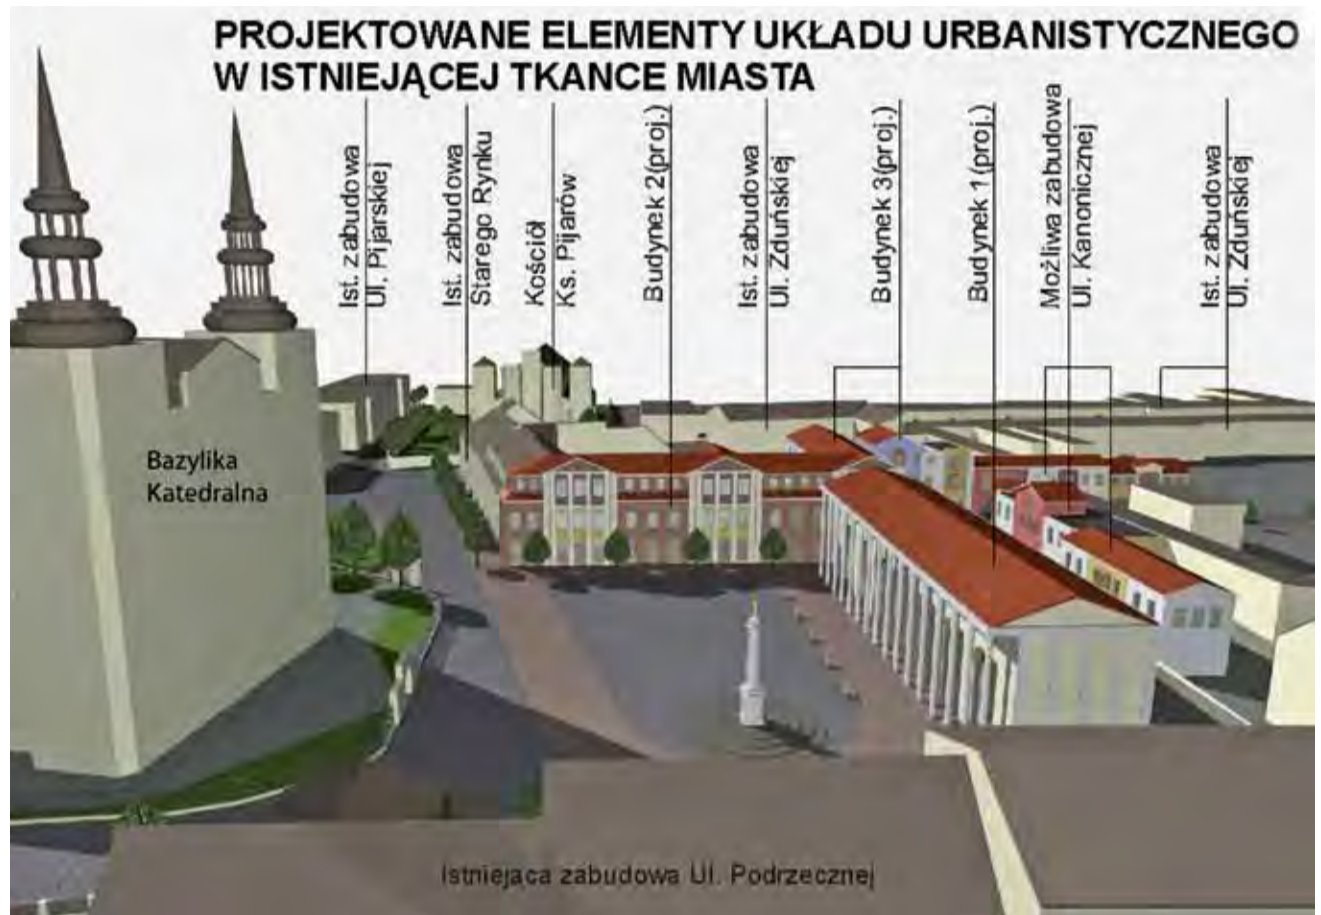 PROJEKTOWANE ELEMENTY UKŁADU URBANISTYCZNEGO
W ISTNIEJĄCEJ TKANCE MIASTA
Ist. zabudowa
Ul. Pijarskiej
Ist. zabudowa
Starego Rynku
Kościół
Ks. Pijarów
Budynek 2(proj.)
Ist. zabudowa
Ul. Zduńskiej
Budynek 3(proj.)
Budynek 1(proj.)
Możliwa zabudowa
Ul. Kanonicznej
Ist. zabudowa
Ul. Zduńskiej
Bazylika
Katedralna
Istniejaca zabudowa Ul. Podrzecznej